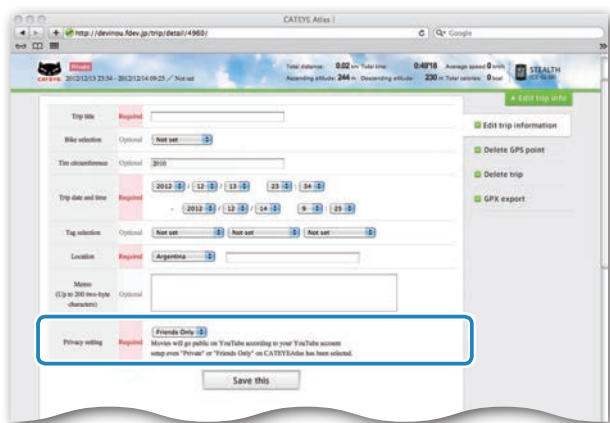 CATEYE Atlas |
http://devinou.fdev.jp/trip/detail/4960/
Google
CATEYE
Private
2012/12/13 23:34 - 2012/12/14 09:25 / Not set
Total distance: 0.02 km Total time: 0:49'18 Average speed 0 km/h
Ascending altitude: 244 m Descending altitude: 230 m Total calories: 0 kcal
STEALTH
Edit trip info
Trip title Required
Bike selection Optional Not set
Tire circumference Optional 2010
Trip date and time Required 2012 / 12 / 13 23 : 34
- 2012 / 12 / 14 9 : 25
Tag selection Optional Not set Not set Not set
Location Required Argentina
Memo
(Up to 200 two-byte
characters)
Optional
Privacy setting Required Friends Only
Movies will go public on YouTube according to your YouTube account
setup even "Private" or "Friends Only" on CATEYEAtlas has been selected.
Save this
Edit trip information
Delete GPS point
Delete trip
GPX export